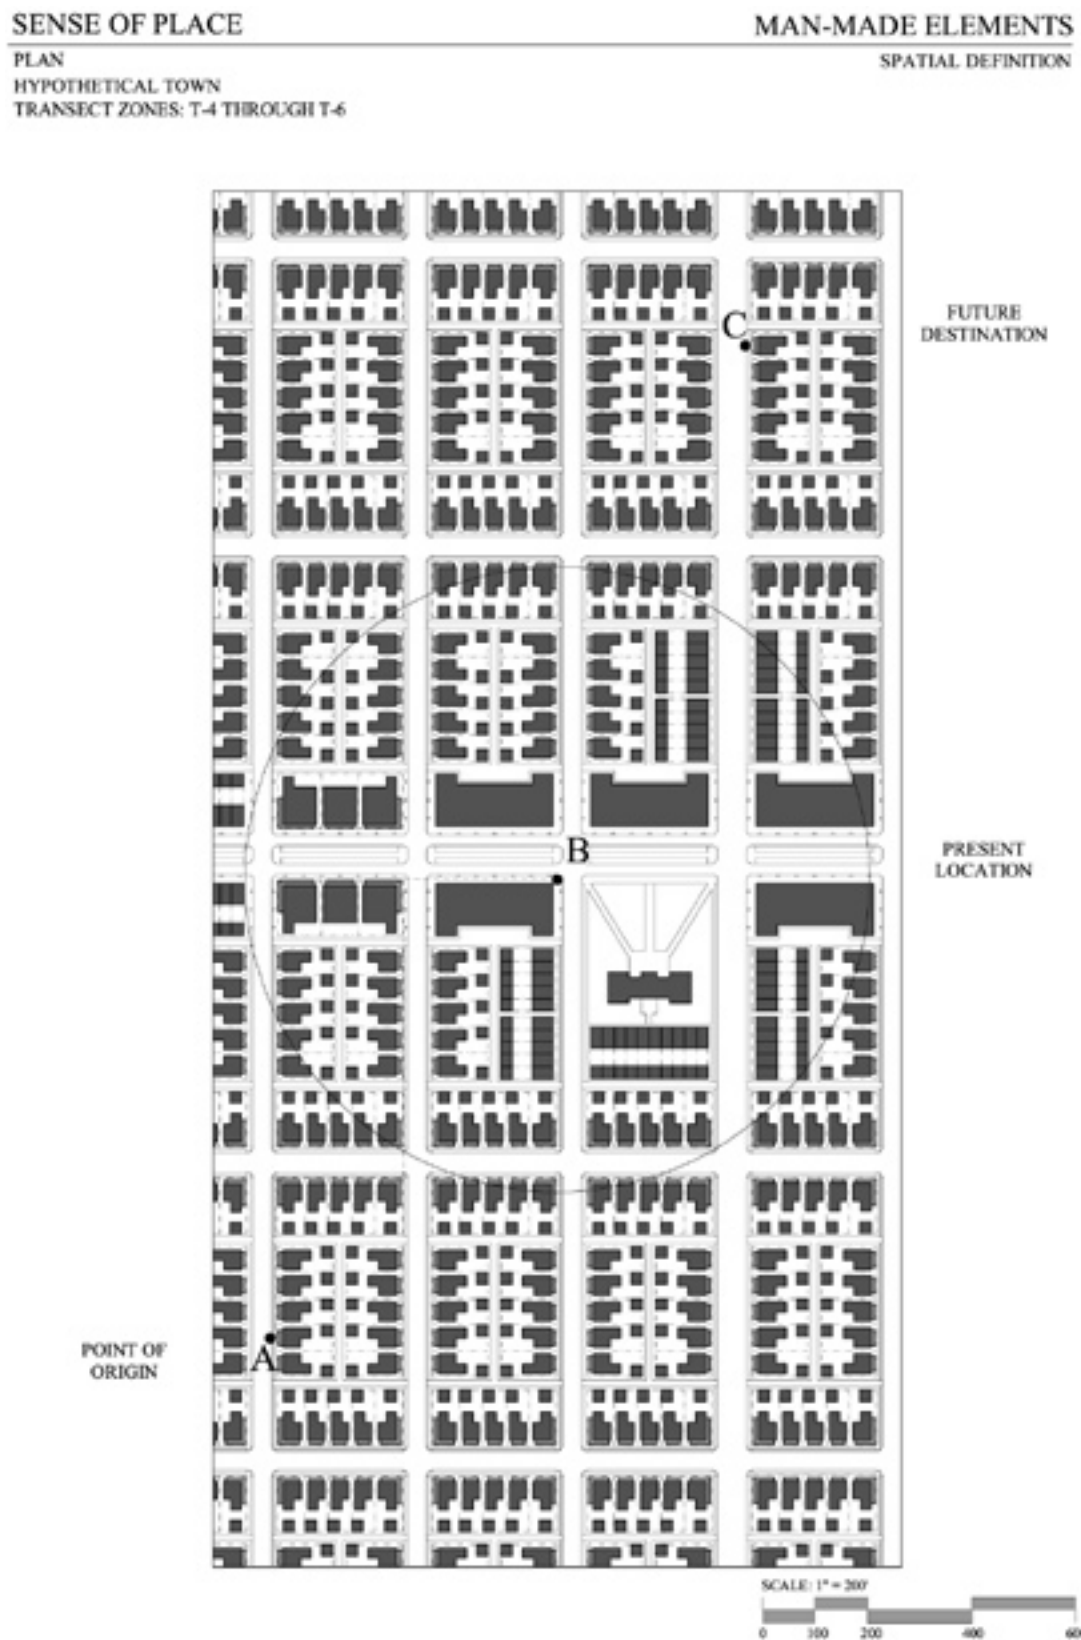 SENSE OF PLACE
MAN-MADE ELEMENTS
PLAN
SPATIAL DEFINITION
HYPOTHETICAL TOWN
TRANSECT ZONES: T-4 THROUGH T-6
C
FUTURE
DESTINATION
B
PRESENT
LOCATION
POINT OF
ORIGIN
A
SCALE: 1" = 200'
0 100 200 400 60